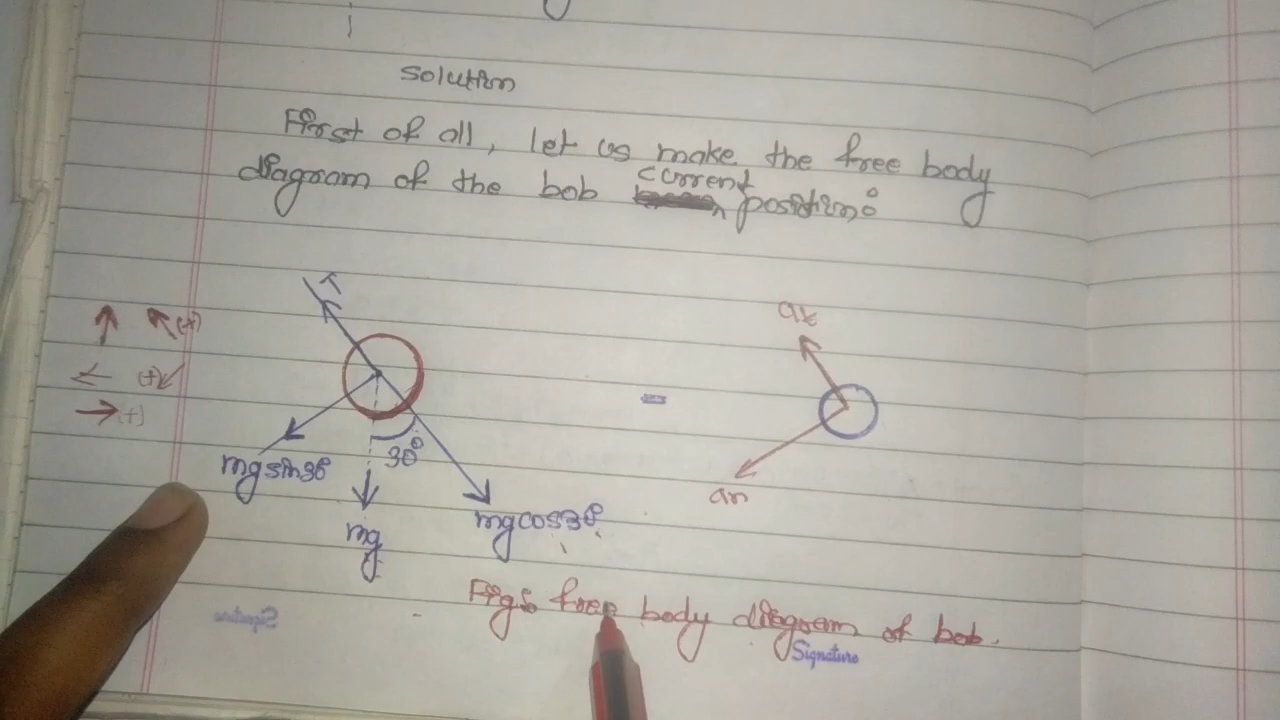 solution
First of all, let us make the free body
diagram of the bob current position:
T
(+)
(+)
(+)
mg sin30°
30°
mg
mg cos30°
at
an
Fig: free body diagram of bob.
Signature
Signature